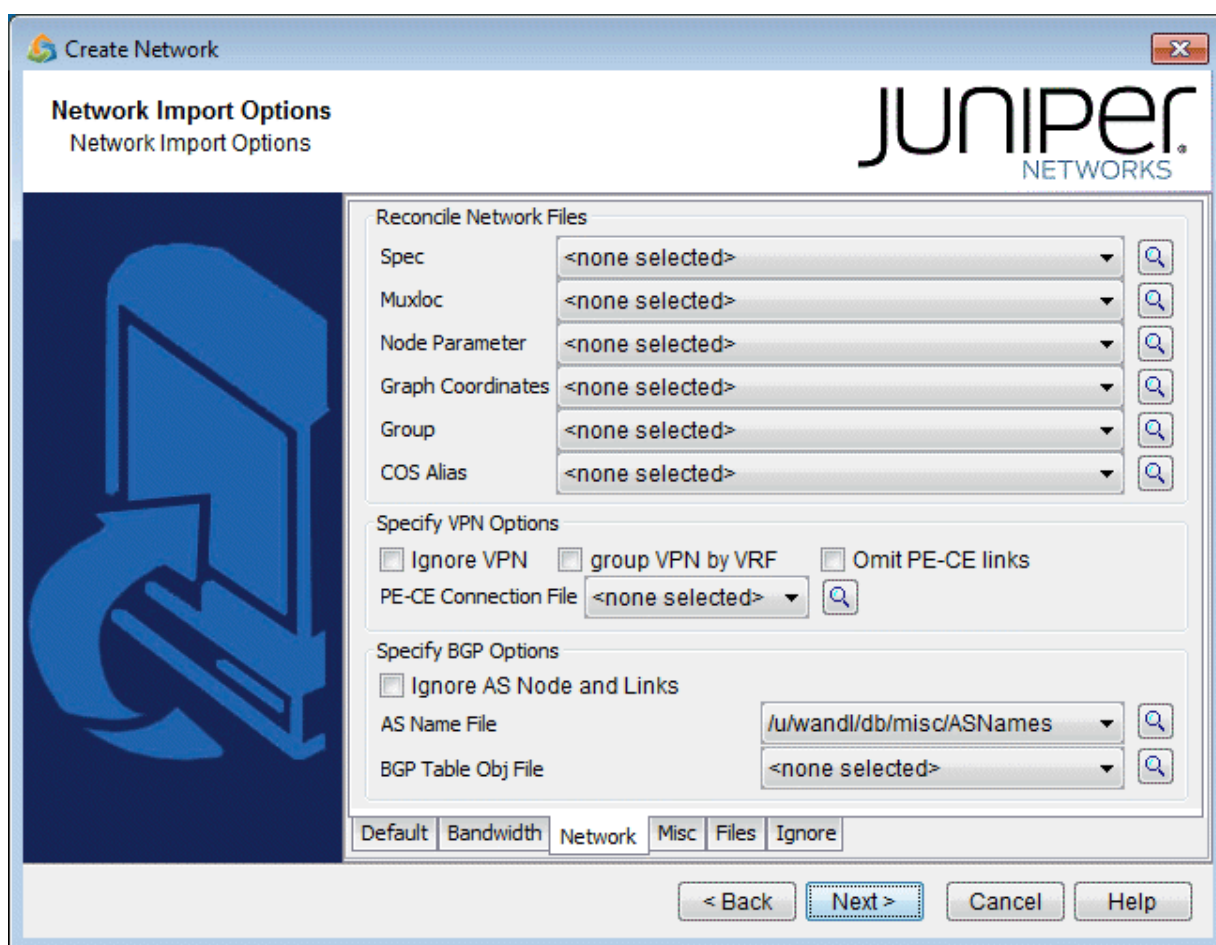 Create Network
Network Import Options
Network Import Options
JUNIPER
NETWORKS
Reconcile Network Files
Spec <none selected>
Muxloc <none selected>
Node Parameter <none selected>
Graph Coordinates <none selected>
Group <none selected>
COS Alias <none selected>
Specify VPN Options
Ignore VPN group VPN by VRF Omit PE-CE links
PE-CE Connection File <none selected>
Specify BGP Options
Ignore AS Node and Links
AS Name File /u/wandl/db/misc/ASNames
BGP Table Obj File <none selected>
Default Bandwidth Network Misc Files Ignore
< Back Next > Cancel Help